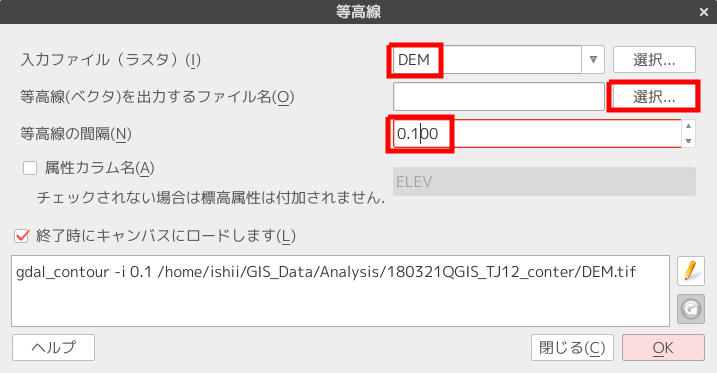 等高線
入力ファイル（ラスタ）(I) DEM 選択...
等高線(ベクタ)を出力するファイル名(O) 選択...
等高線の間隔(N) 0.100
属性カラム名(A)
チェックされない場合は標高属性は付加されません. ELEV
終了時にキャンバスにロードします(L)
gdal_contour -i 0.1 /home/ishii/GIS_Data/Analysis/180321QGIS_TJ12_conter/DEM.tif
ヘルプ 閉じる(C) OK